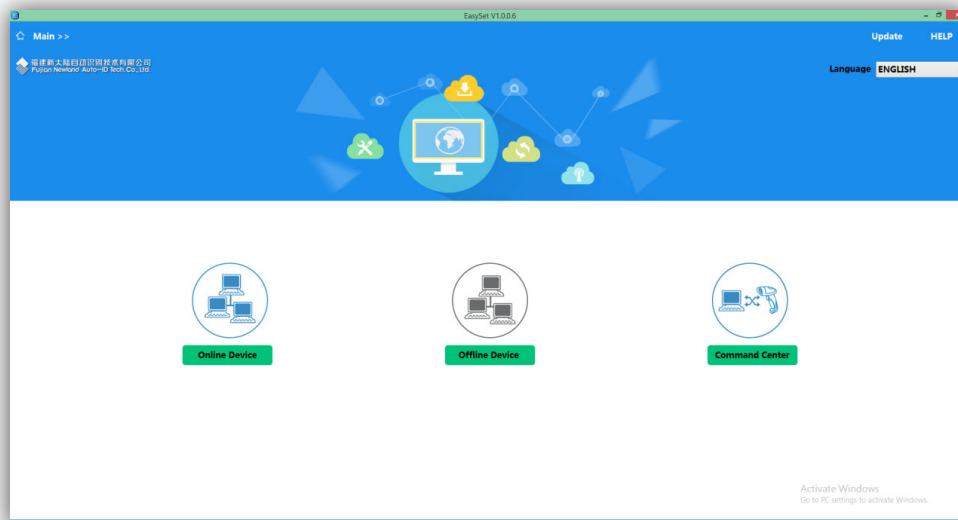 EasySet V1.0.0.6
Main >>
Update
HELP
福建新大陆自动识别技术有限公司
Fujian Newland Auto-ID Tech.Co.,Ltd.
Language
ENGLISH
Online Device
Offline Device
Command Center
Activate Windows
Go to PC settings to activate Windows.